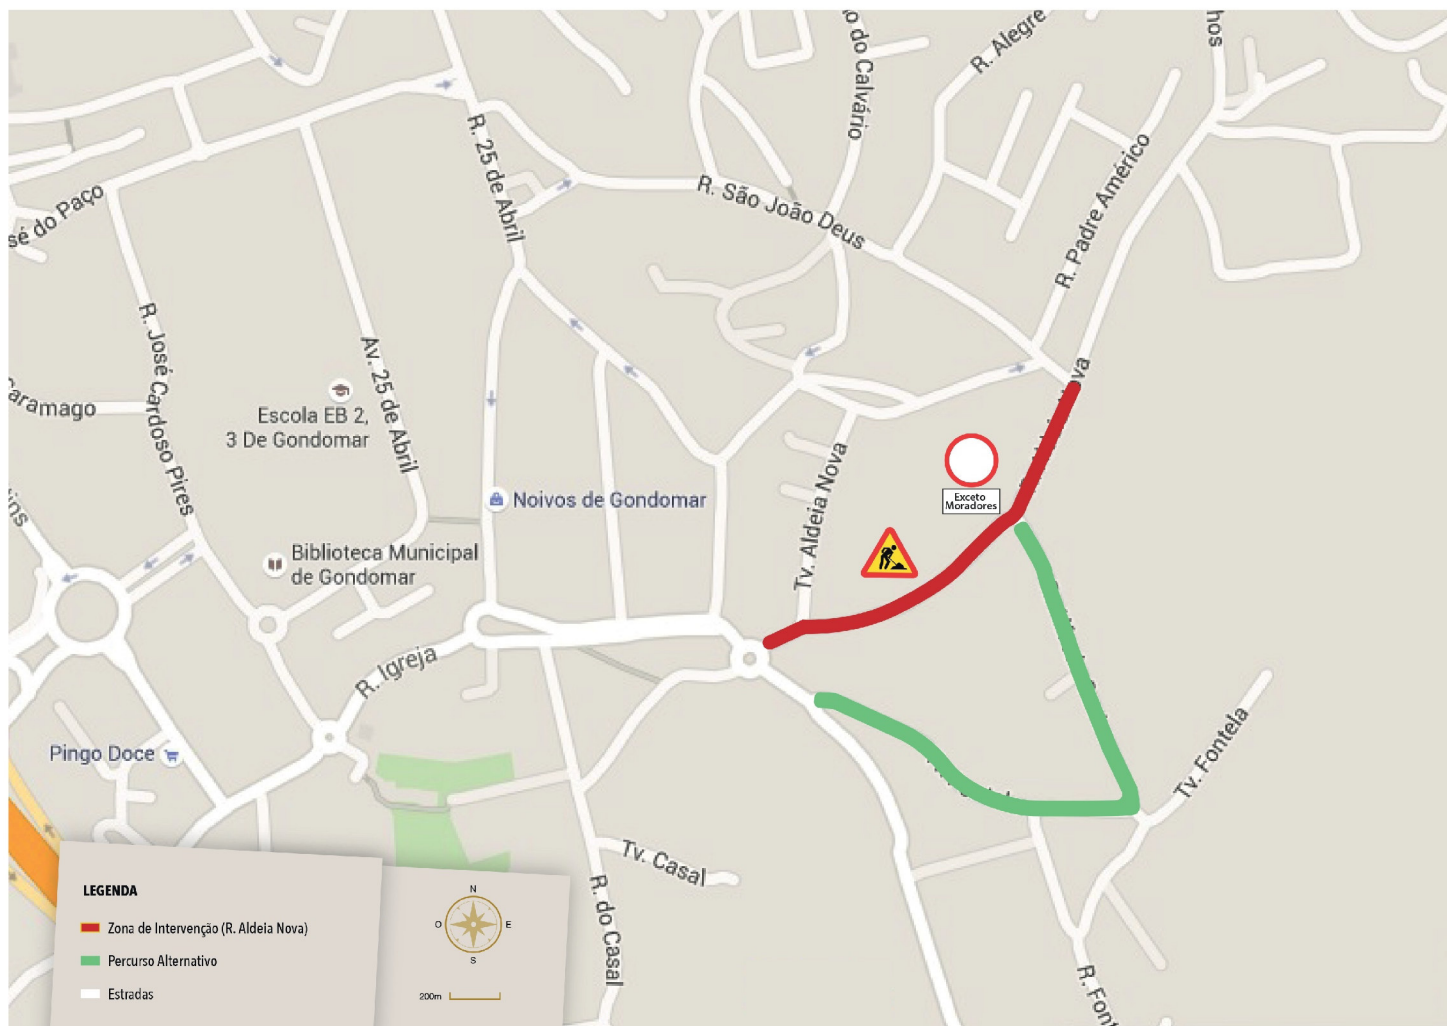 hos
o do Calvário
R. Alegre
R. 25 de Abril
R. São João Deus
R. Padre Américo
sé do Paço
R. José Cardoso Pires
Av. 25 de Abril
aramago
Escola EB 2,
3 De Gondomar
Noivos de Gondomar
Tv. Aldeia Nova
Exceto
Moradores
Biblioteca Municipal
de Gondomar
ins
R. Igreja
Pingo Doce
Tv. Fontela
Tv. Casal
R. do Casal
R. Font
LEGENDA
Zona de Intervenção (R. Aldeia Nova)
Percurso Alternativo
Estradas
N
O
E
S
200m